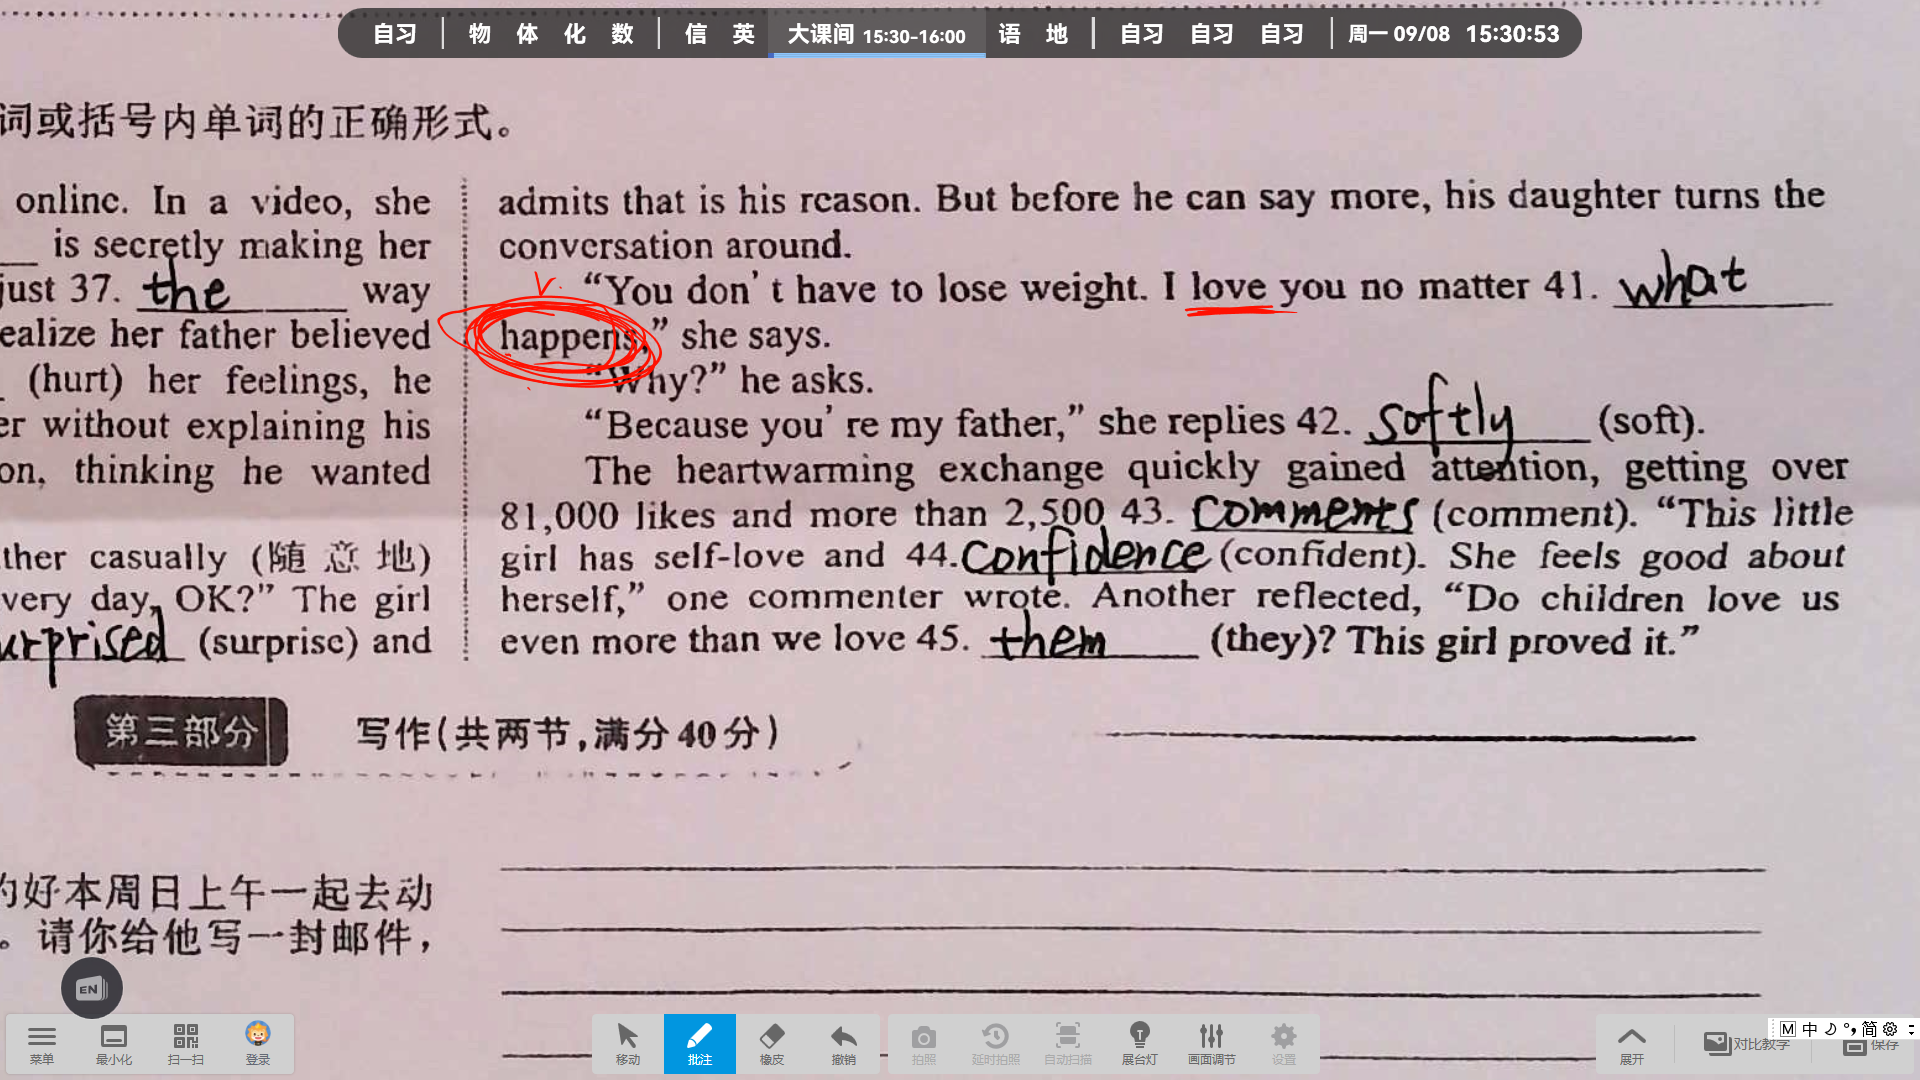 自习 物 体 化 数 信 英 大课间 15:30-16:00 语 地 自习 自习 自习 周一 09/08 15:30:53
词或括号内单词的正确形式。
online. In a video, she
is secretly making her
just 37. the way
ealize her father believed
(hurt) her feelings, he
er without explaining his
on, thinking he wanted
ther casually (随意地)
very day, OK?” The girl
urprised (surprise) and
admits that is his reason. But before he can say more, his daughter turns the
conversation around.
“You don't have to lose weight. I love you no matter 41. what
happens,” she says.
“Why?” he asks.
“Because you're my father,” she replies 42. softly (soft).
The heartwarming exchange quickly gained attention, getting over
81,000 likes and more than 2,500 43. comments (comment). “This little
girl has self-love and 44. confidence (confident). She feels good about
herself,” one commenter wrote. Another reflected, “Do children love us
even more than we love 45. them (they)? This girl proved it.”
第三部分 写作(共两节,满分40分)
的好本周日上午一起去动
。请你给他写一封邮件，
EN
菜单 最小化 扫一扫 登录 移动 批注 橡皮 撤销 拍照 延时拍照 自动扫描 展台灯 画面调节 设置 展开 对比教学 保存
M 中 简